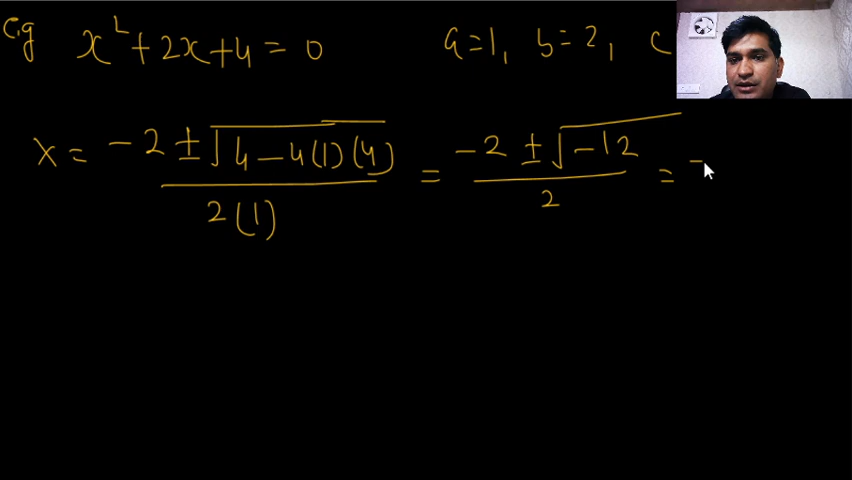 e.g x² + 2x + 4 = 0 a=1, b=2, c
x = -2 ± √4 - 4(1)(4) / 2(1) = -2 ± √-12 / 2 = -